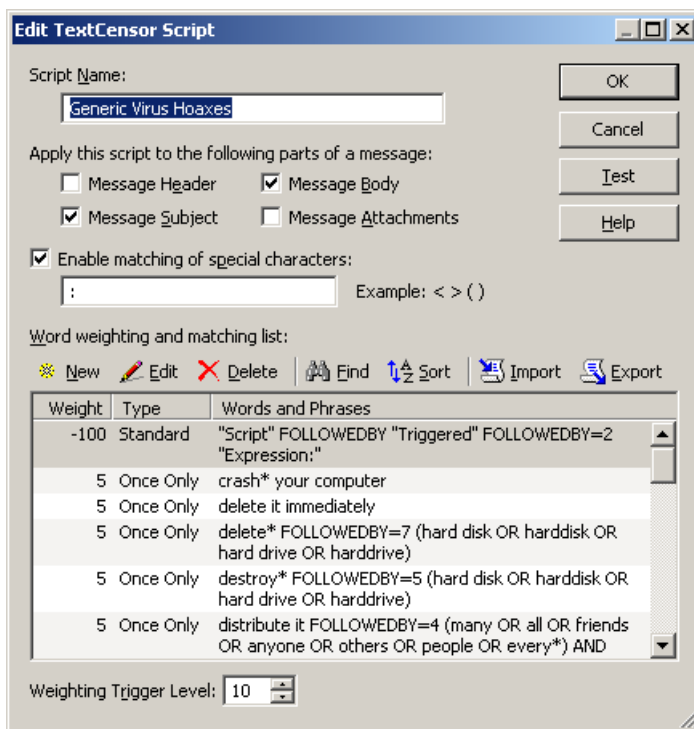 Edit TextCensor Script
Script Name:
OK
Generic Virus Hoaxes
Cancel
Apply this script to the following parts of a message:
Message Header
Message Body
Test
Message Subject
Message Attachments
Help
Enable matching of special characters:
:
Example: < > ( )
Word weighting and matching list:
New Edit Delete Find Sort Import Export
Weight Type Words and Phrases
-100 Standard "Script" FOLLOWEDBY "Triggered" FOLLOWEDBY=2
"Expression:"
5 Once Only crash* your computer
5 Once Only delete it immediately
5 Once Only delete* FOLLOWEDBY=7 (hard disk OR harddisk OR
hard drive OR harddrive)
5 Once Only destroy* FOLLOWEDBY=5 (hard disk OR harddisk OR
hard drive OR harddrive)
5 Once Only distribute it FOLLOWEDBY=4 (many OR all OR friends
OR anyone OR others OR people OR every*) AND
Weighting Trigger Level: 10